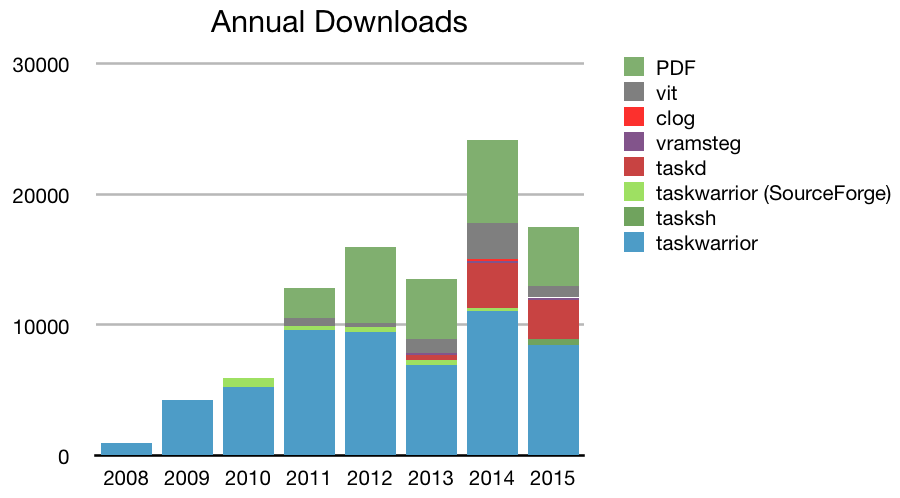 Annual Downloads
30000
20000
10000
0
2008 2009 2010 2011 2012 2013 2014 2015
PDF
vit
clog
vramsteg
taskd
taskwarrior (SourceForge)
tasksh
taskwarrior